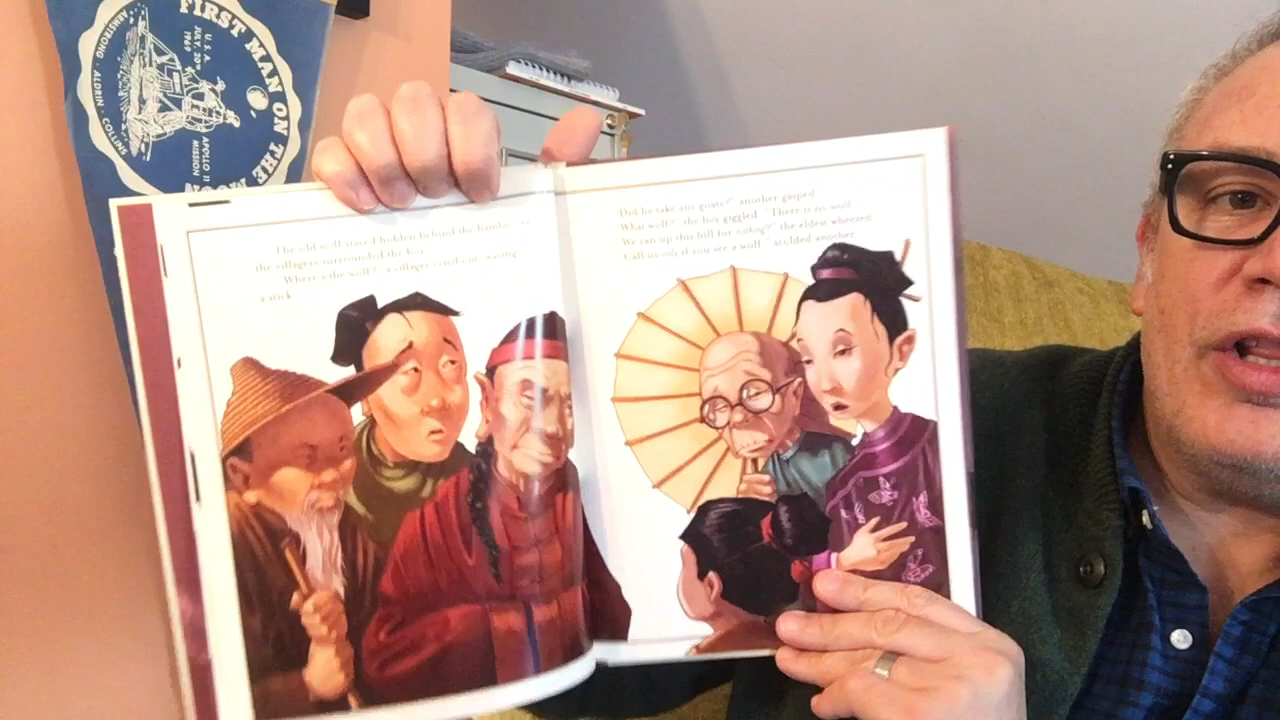 FIRST MAN ON THE MOON
U.S.A.
JULY 20th
1969
APOLLO 11
MISSION
ARMSTRONG · ALDRIN · COLLINS
The old wolf stayed hidden behind the bamboo as
the villagers surrounded the boy.
"Where's the wolf?" a villager cried out, waving
a stick.
Did he take any goats?" another gasped
What wolf?" the boy giggled. "There is no wolf."
We ran up this hill for nothing?" the eldest wheezed
Call us only if you see a wolf," scolded another